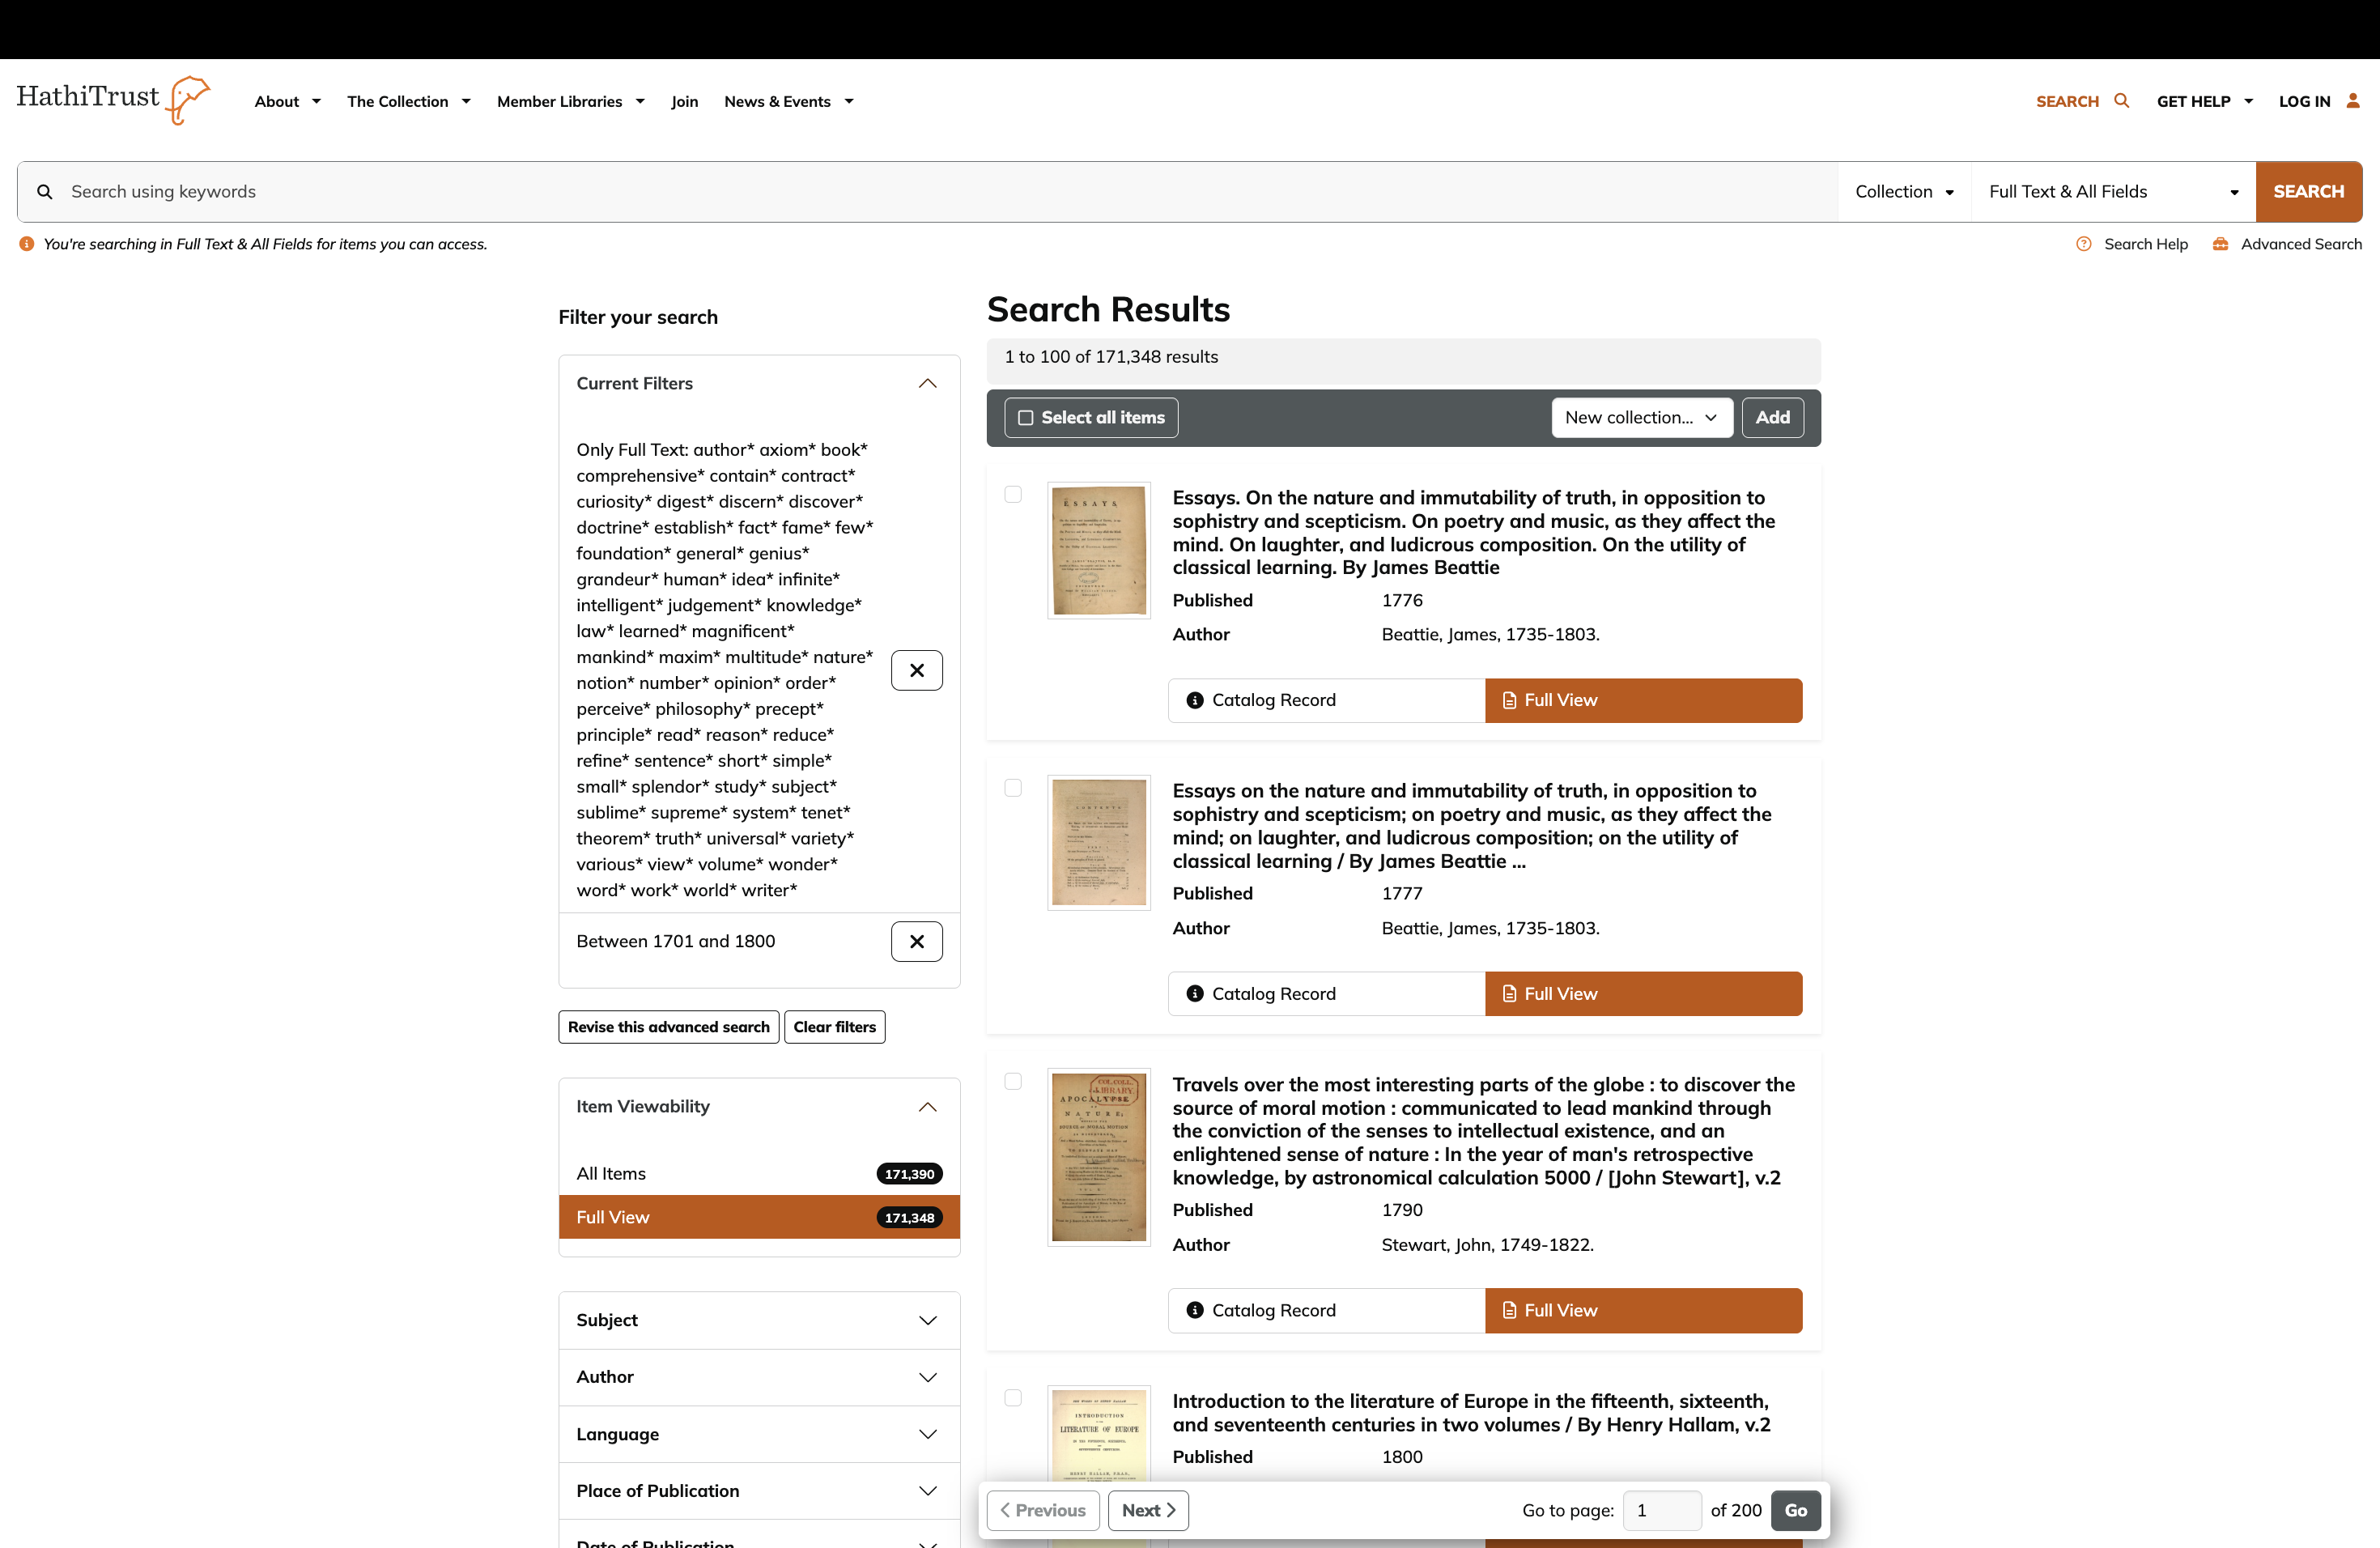 HathiTrust
About
The Collection
Member Libraries
Join
News & Events
SEARCH
GET HELP
LOG IN
Search using keywords
Collection
Full Text & All Fields
SEARCH
You're searching in Full Text & All Fields for items you can access.
Search Help
Advanced Search
Filter your search
Current Filters
Only Full Text: author* axiom* book*
comprehensive* contain* contract*
curiosity* digest* discern* discover*
doctrine* establish* fact* fame* few*
foundation* general* genius*
grandeur* human* idea* infinite*
intelligent* judgement* knowledge*
law* learned* magnificent*
mankind* maxim* multitude* nature*
notion* number* opinion* order*
perceive* philosophy* precept*
principle* read* reason* reduce*
refine* sentence* short* simple*
small* splendor* study* subject*
sublime* supreme* system* tenet*
theorem* truth* universal* variety*
various* view* volume* wonder*
word* work* world* writer*
Between 1701 and 1800
Revise this advanced search
Clear filters
Item Viewability
All Items
171,390
Full View
171,348
Subject
Author
Language
Place of Publication
Date of Publication
Search Results
1 to 100 of 171,348 results
Select all items
New collection...
Add
ESSAYS
Essays. On the nature and immutability of truth, in opposition to
sophistry and scepticism. On poetry and music, as they affect the
mind. On laughter, and ludicrous composition. On the utility of
classical learning. By James Beattie
Published 1776
Author Beattie, James, 1735-1803.
Catalog Record
Full View
CONTENTS
Essays on the nature and immutability of truth, in opposition to
sophistry and scepticism; on poetry and music, as they affect the
mind; on laughter, and ludicrous composition; on the utility of
classical learning / By James Beattie ...
Published 1777
Author Beattie, James, 1735-1803.
Catalog Record
Full View
COL. COLL.
LIBRARY
APOCALYPSE
NATURE
Travels over the most interesting parts of the globe : to discover the
source of moral motion : communicated to lead mankind through
the conviction of the senses to intellectual existence, and an
enlightened sense of nature : In the year of man's retrospective
knowledge, by astronomical calculation 5000 / [John Stewart], v.2
Published 1790
Author Stewart, John, 1749-1822.
Catalog Record
Full View
INTRODUCTION
LITERATURE OF EUROPE
Introduction to the literature of Europe in the fifteenth, sixteenth,
and seventeenth centuries in two volumes / By Henry Hallam, v.2
Published 1800
Previous
Next
Go to page: 1 of 200
Go